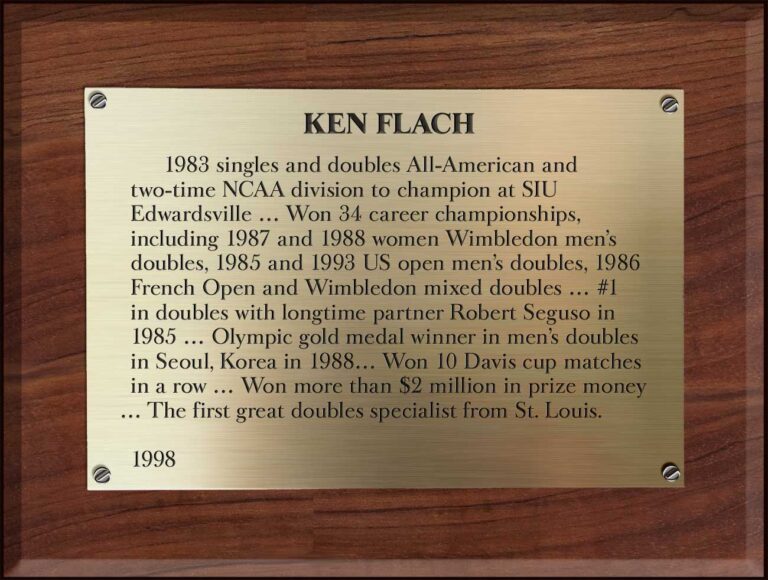 KEN FLACH
1983 singles and doubles All-American and
two-time NCAA division to champion at SIU
Edwardsville ... Won 34 career championships,
including 1987 and 1988 women Wimbledon men's
doubles, 1985 and 1993 US open men's doubles, 1986
French Open and Wimbledon mixed doubles ... #1
in doubles with longtime partner Robert Seguso in
1985 ... Olympic gold medal winner in men's doubles
in Seoul, Korea in 1988... Won 10 Davis cup matches
in a row ... Won more than $2 million in prize money
... The first great doubles specialist from St. Louis.
1998